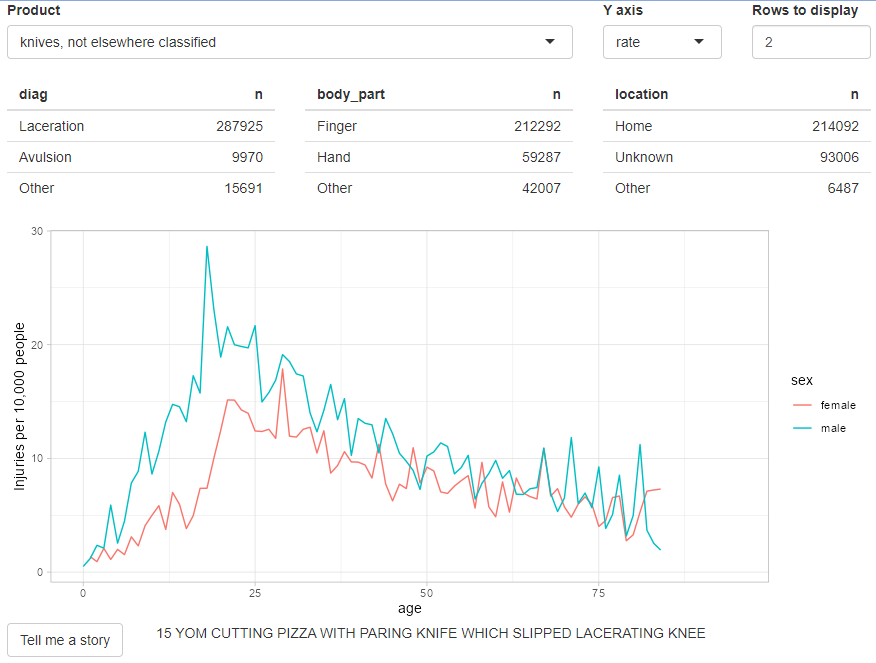 Product Y axis Rows to display
knives, not elsewhere classified rate 2
diag n body_part n location n
Laceration 287925 Finger 212292 Home 214092
Avulsion 9970 Hand 59287 Unknown 93006
Other 15691 Other 42007 Other 6487
30
20
10
0
Injuries per 10,000 people
sex
female
male
0 25 50 75
age
Tell me a story 15 YOM CUTTING PIZZA WITH PARING KNIFE WHICH SLIPPED LACERATING KNEE